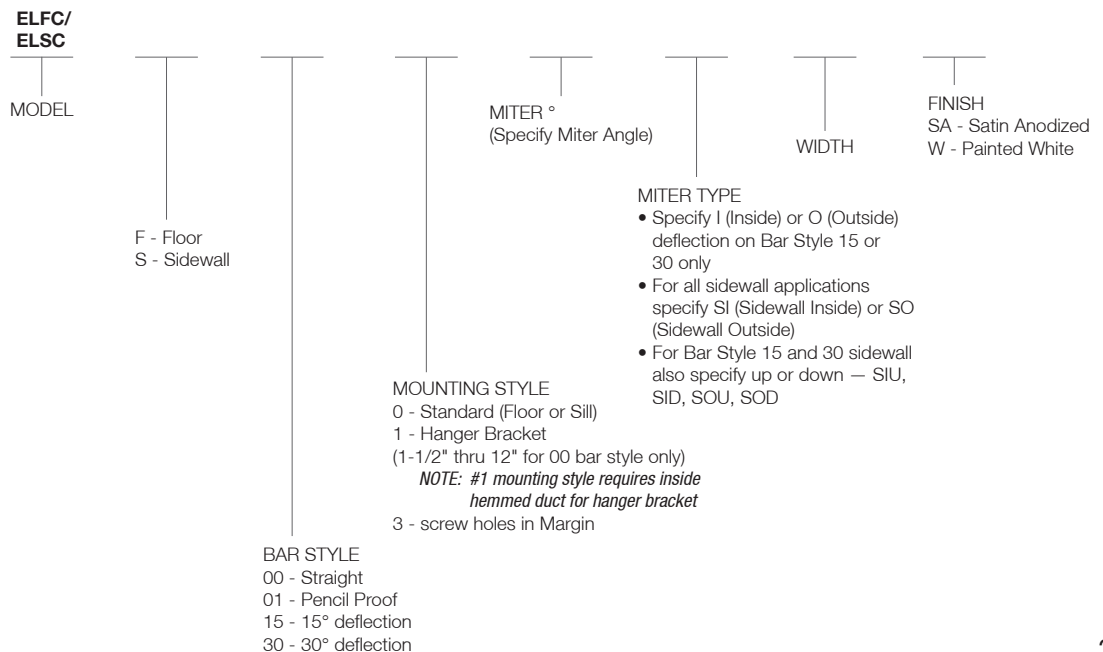 ELFC/
ELSC
MODEL
F - Floor
S - Sidewall
BAR STYLE
00 - Straight
01 - Pencil Proof
15 - 15° deflection
30 - 30° deflection
MOUNTING STYLE
0 - Standard (Floor or Sill)
1 - Hanger Bracket
(1-1/2" thru 12" for 00 bar style only)
NOTE: #1 mounting style requires inside
hemmed duct for hanger bracket
3 - screw holes in Margin
MITER °
(Specify Miter Angle)
MITER TYPE
• Specify I (Inside) or O (Outside)
deflection on Bar Style 15 or
30 only
• For all sidewall applications
specify SI (Sidewall Inside) or SO
(Sidewall Outside)
• For Bar Style 15 and 30 sidewall
also specify up or down — SIU,
SID, SOU, SOD
WIDTH
FINISH
SA - Satin Anodized
W - Painted White